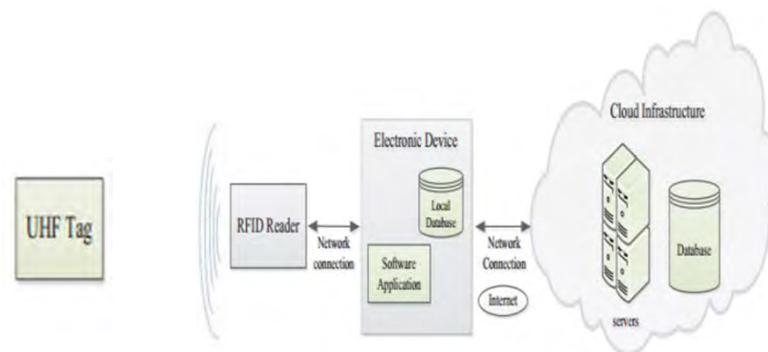 UHF Tag
RFID Reader
Network
connection
Electronic Device
Local
Database
Software
Application
Network
Connection
Internet
Cloud Infrastructure
servers
Database